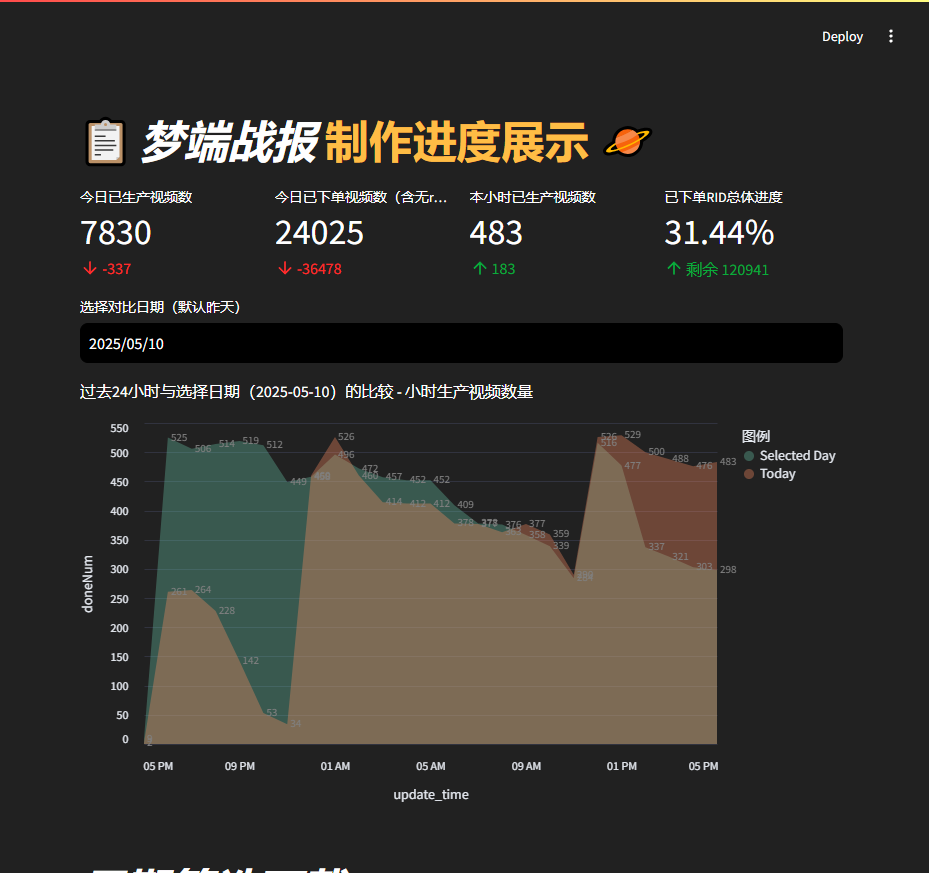 Deploy
梦端战报 制作进度展示
今日已生产视频数
7830
-337
今日已下单视频数（含无r...
24025
-36478
本小时已生产视频数
483
183
已下单RID总体进度
31.44%
剩余 120941
选择对比日期（默认昨天）
2025/05/10
过去24小时与选择日期（2025-05-10）的比较 - 小时生产视频数量
图例
Selected Day
Today
doneNum
550
500
450
400
350
300
250
200
150
100
50
0
525
506
514
519
512
449
468
526
496
472
460
457
452
452
414
412
412
409
378
376
377
358
359
339
526
516
529
477
500
488
476
483
337
321
303
298
261
264
228
142
53
34
05 PM
09 PM
01 AM
05 AM
09 AM
01 PM
05 PM
update_time